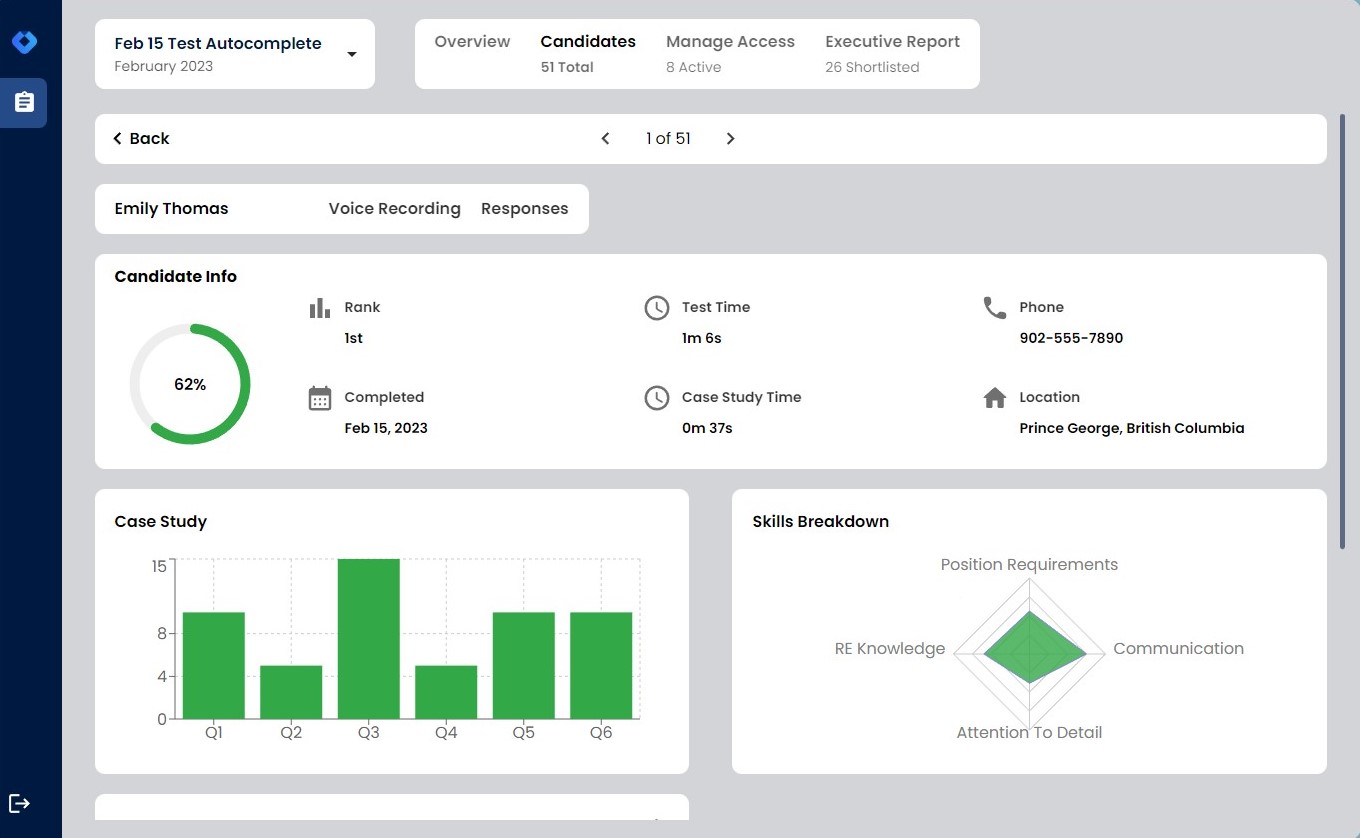 Feb 15 Test Autocomplete
February 2023
Overview
Candidates
51 Total
Manage Access
8 Active
Executive Report
26 Shortlisted
Back
1 of 51
Emily Thomas
Voice Recording
Responses
Candidate Info
62%
Rank
1st
Test Time
1m 6s
Phone
902-555-7890
Completed
Feb 15, 2023
Case Study Time
0m 37s
Location
Prince George, British Columbia
Case Study
15
8
4
0
Q1
Q2
Q3
Q4
Q5
Q6
Skills Breakdown
Position Requirements
RE Knowledge
Communication
Attention To Detail